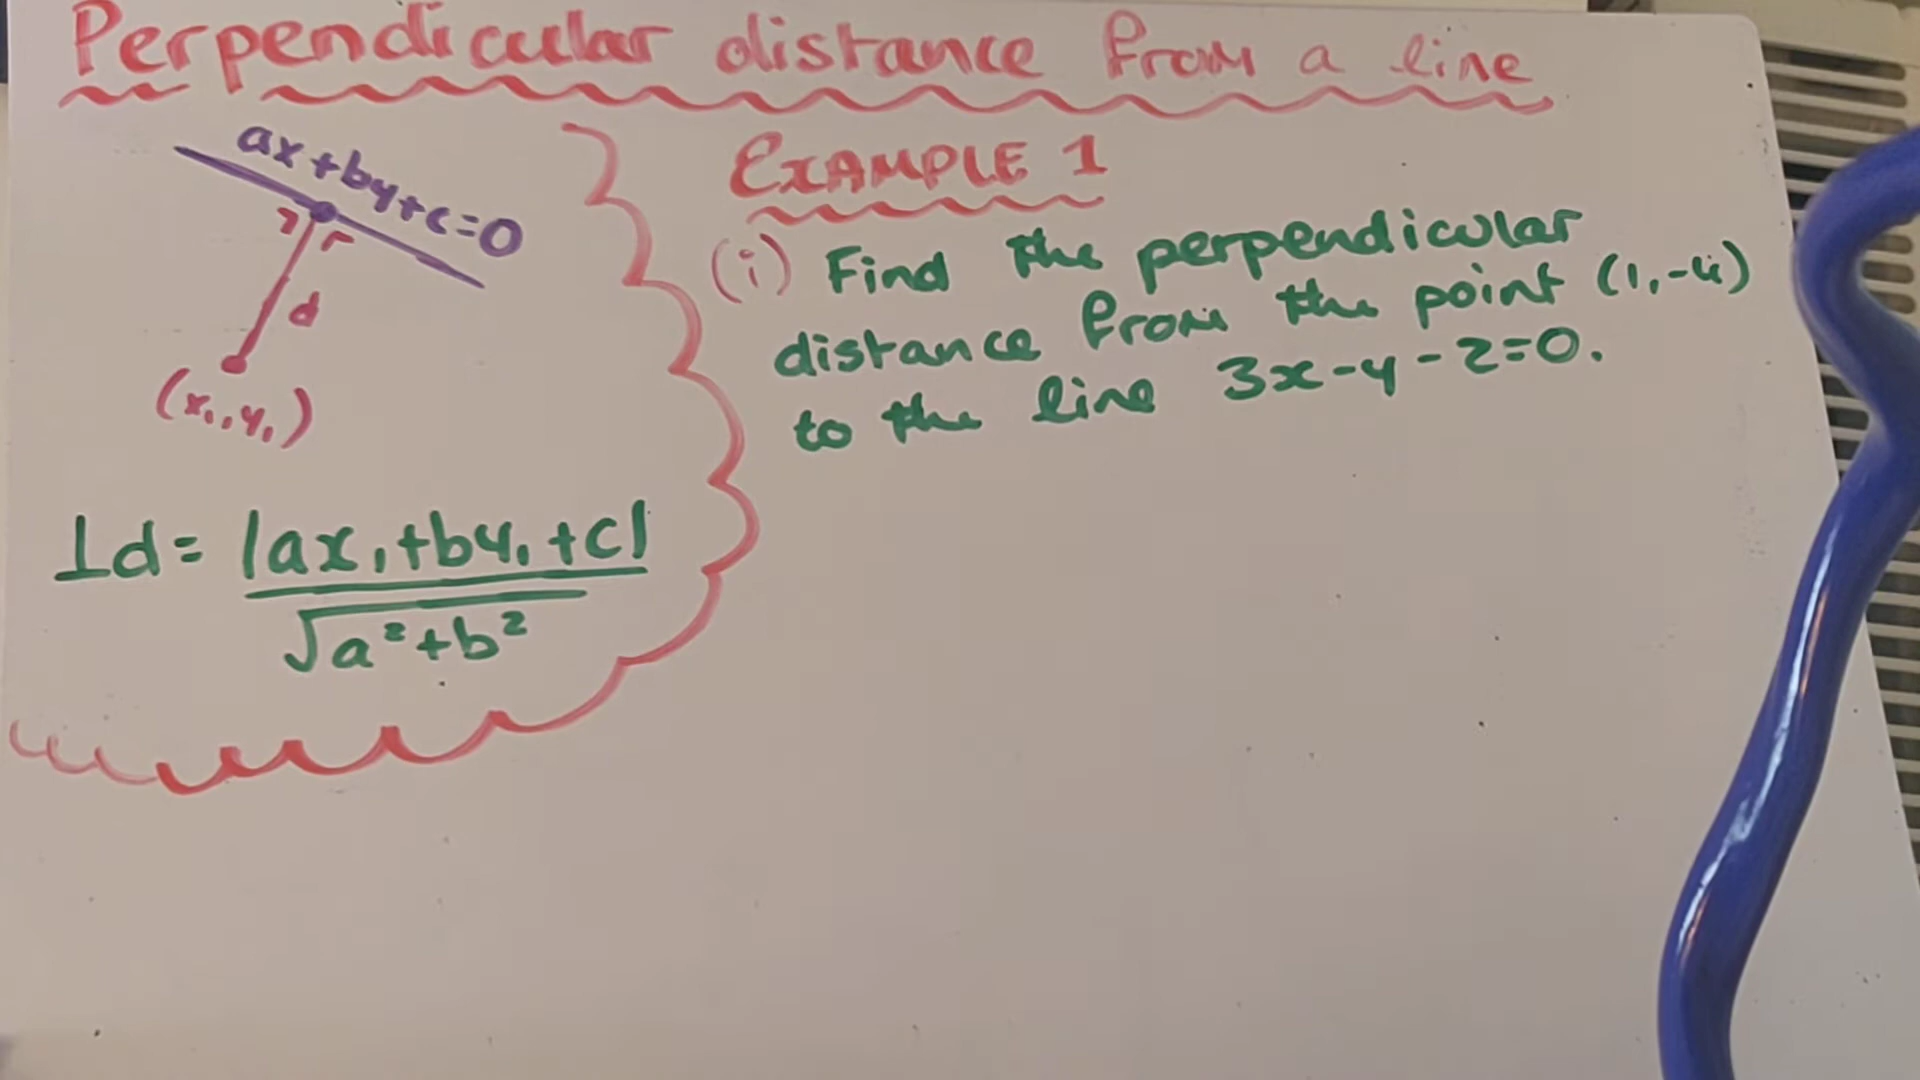 Perpendicular distance from a line
ax+by+c=0
d
(x₁,y₁)
⊥d= |ax₁+by₁+c|
√a²+b²
EXAMPLE 1
(i) Find the perpendicular
distance from the point (1,-4)
to the line 3x-y-2=0.